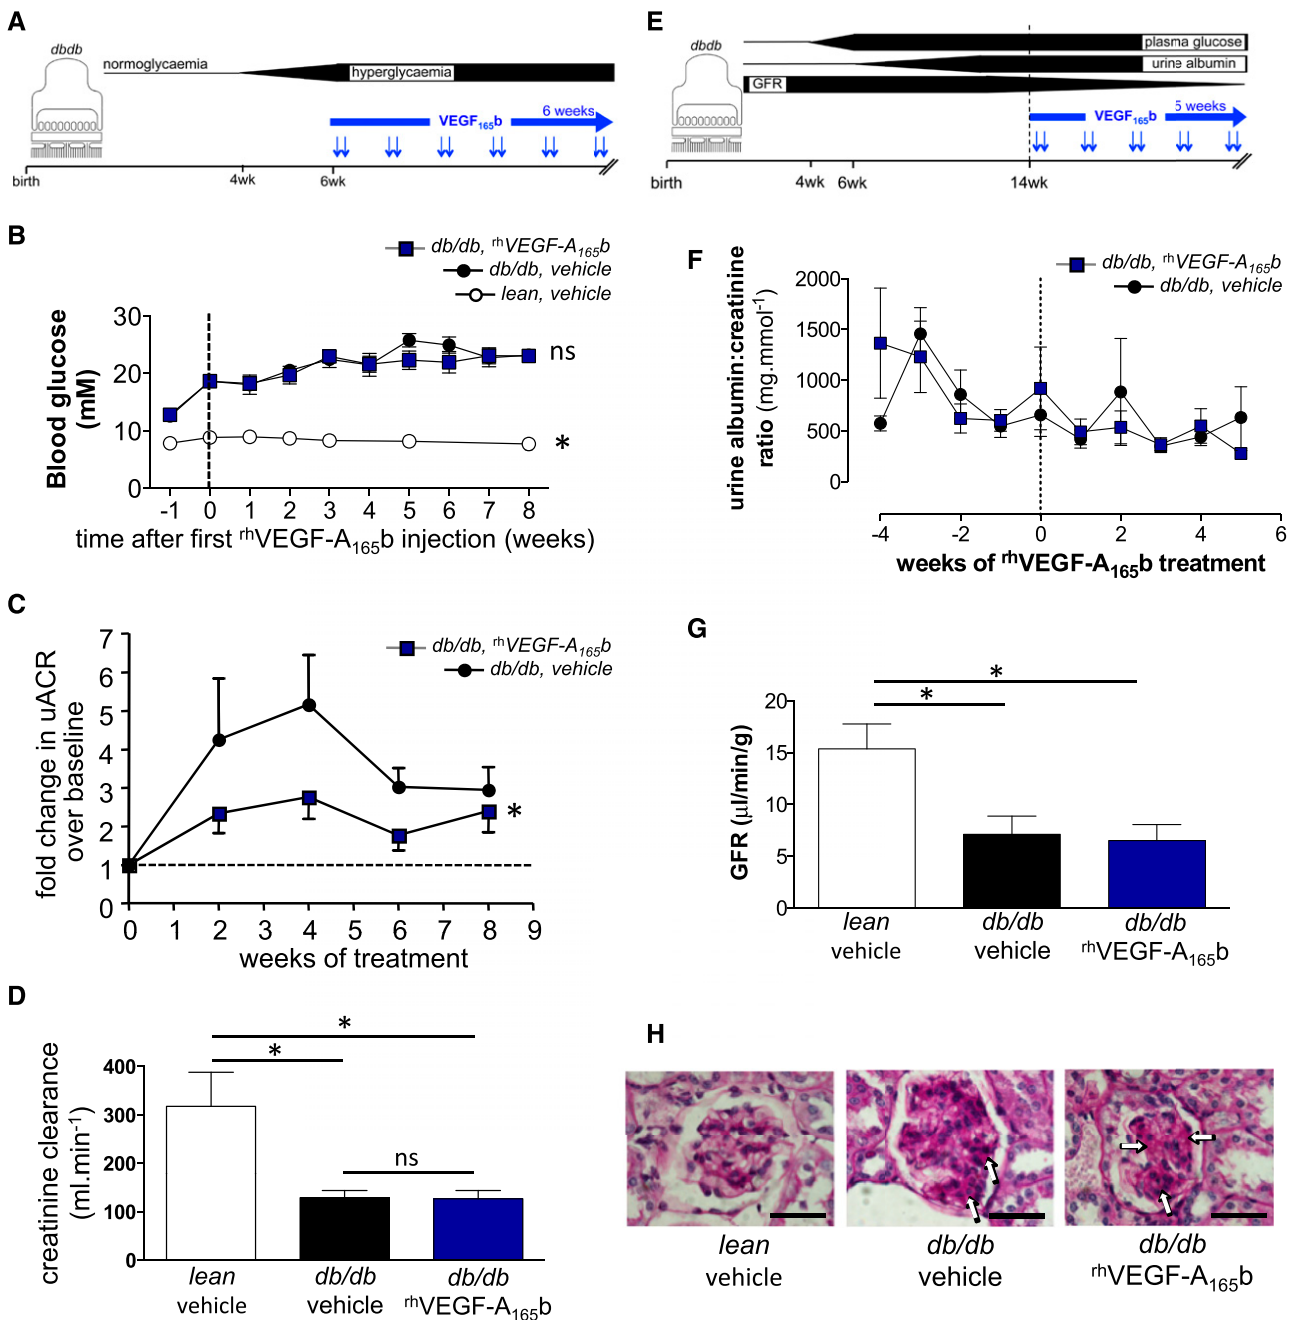 A
dbdb
normoglycaemia
hyperglycaemia
6 weeks
VEGF₁₆₅b
birth
4wk
6wk
B
db/db, ʳʰVEGF-A₁₆₅b
db/db, vehicle
lean, vehicle
Blood glucose
(mM)
30
20
10
0
ns
*
-1 0 1 2 3 4 5 6 7 8
time after first ʳʰVEGF-A₁₆₅b injection (weeks)
C
db/db, ʳʰVEGF-A₁₆₅b
db/db, vehicle
fold change in uACR
over baseline
7
6
5
4
3
2
1
0
*
0 1 2 3 4 5 6 7 8 9
weeks of treatment
D
creatinine clearance
(ml.min⁻¹)
400
300
200
100
0
*
*
ns
lean
vehicle
db/db
vehicle
db/db
ʳʰVEGF-A₁₆₅b
E
dbdb
plasma glucose
urine albumin
GFR
5 weeks
VEGF₁₆₅b
birth
4wk
6wk
14wk
F
db/db, ʳʰVEGF-A₁₆₅b
db/db, vehicle
urine albumin:creatinine
ratio (mg.mmol⁻¹)
2000
1500
1000
500
0
-4 -2 0 2 4 6
weeks of ʳʰVEGF-A₁₆₅b treatment
G
GFR (µl/min/g)
20
15
10
5
0
*
*
lean
vehicle
db/db
vehicle
db/db
ʳʰVEGF-A₁₆₅b
H
lean
vehicle
db/db
vehicle
db/db
ʳʰVEGF-A₁₆₅b